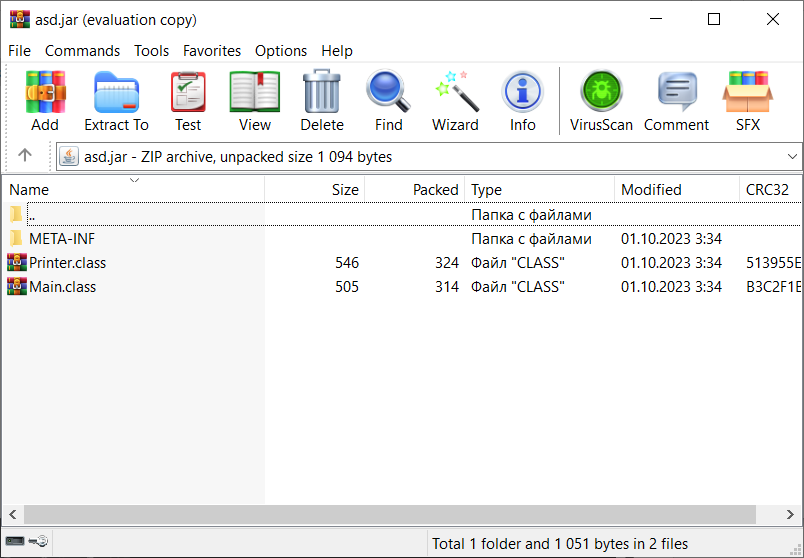 asd.jar (evaluation copy)
File Commands Tools Favorites Options Help
Add Extract To Test View Delete Find Wizard Info VirusScan Comment SFX
asd.jar - ZIP archive, unpacked size 1 094 bytes
Name Size Packed Type Modified CRC32
.. Папка с файлами
META-INF Папка с файлами 01.10.2023 3:34
Printer.class 546 324 Файл "CLASS" 01.10.2023 3:34 513955E
Main.class 505 314 Файл "CLASS" 01.10.2023 3:34 B3C2F1E
Total 1 folder and 1 051 bytes in 2 files